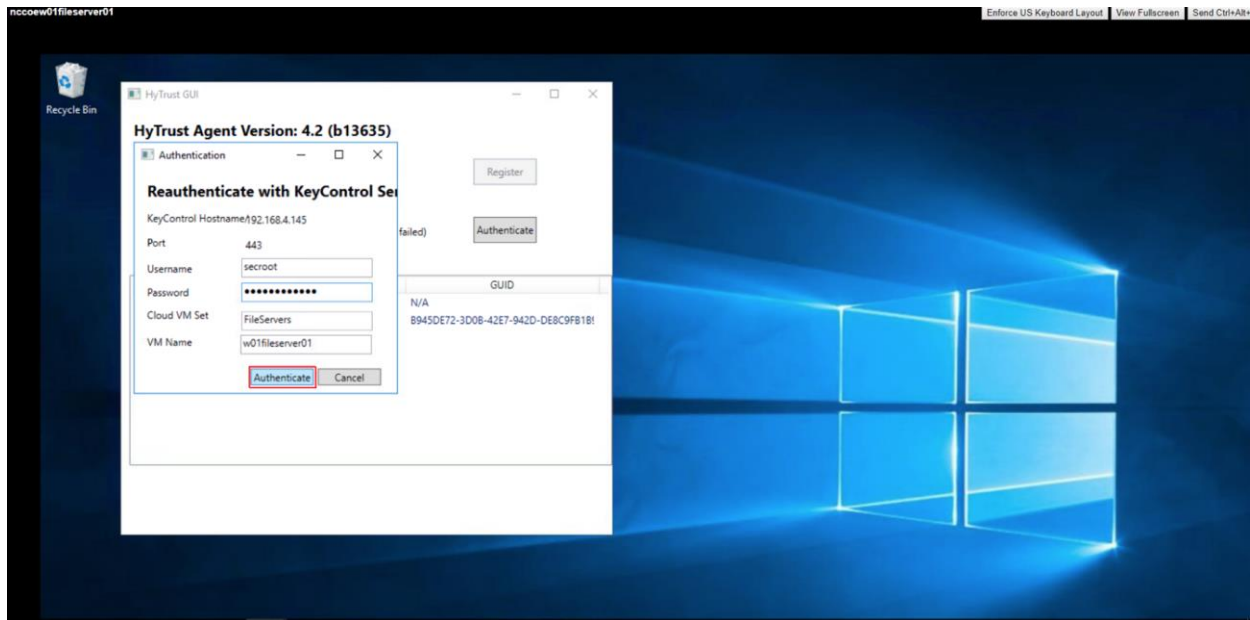 nccoew01fileserver01
Enforce US Keyboard Layout View Fullscreen Send Ctrl+Alt+
Recycle Bin
HyTrust GUI
HyTrust Agent Version: 4.2 (b13635)
Authentication
Register
Reauthenticate with KeyControl Ser
KeyControl Hostname/192.168.4.145
failed) Authenticate
Port 443
Username secroot
Password ••••••••••••
GUID
N/A
Cloud VM Set FileServers
B945DE72-3D0B-42E7-942D-DE8C9FB1B!
VM Name w01fileserver01
Authenticate Cancel